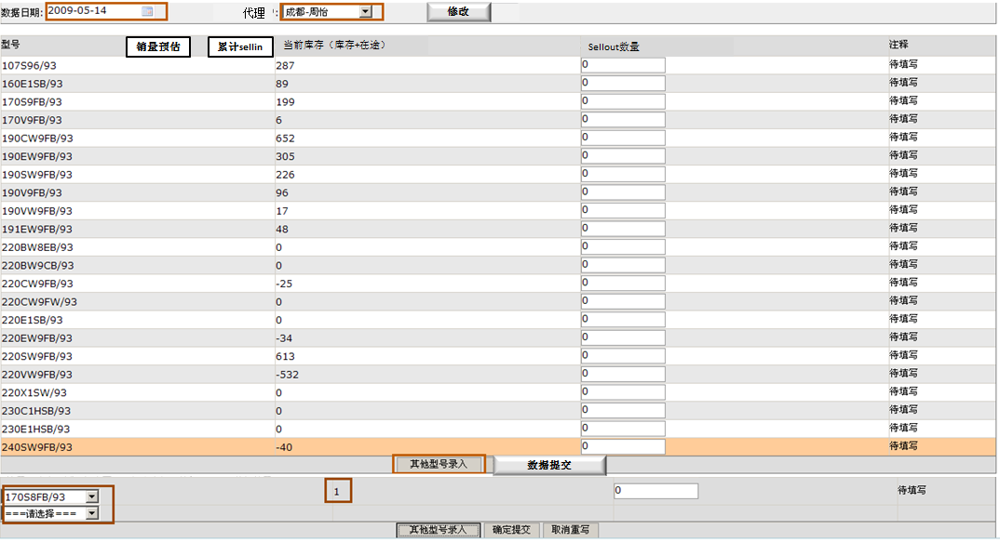 数据日期: 2009-05-14 代理 : 成都-周怡 修改
型号 销量预估 累计sellin 当前库存（库存+在途） Sellout数量 注释
107S96/93 287 0 待填写
160E1SB/93 89 0 待填写
170S9FB/93 199 0 待填写
170V9FB/93 6 0 待填写
190CW9FB/93 652 0 待填写
190EW9FB/93 305 0 待填写
190SW9FB/93 226 0 待填写
190V9FB/93 96 0 待填写
190VW9FB/93 17 0 待填写
191EW9FB/93 48 0 待填写
220BW8EB/93 0 0 待填写
220BW9CB/93 0 0 待填写
220CW9FB/93 -25 0 待填写
220CW9FW/93 0 0 待填写
220E1SB/93 0 0 待填写
220EW9FB/93 -34 0 待填写
220SW9FB/93 613 0 待填写
220VW9FB/93 -532 0 待填写
220X1SW/93 0 0 待填写
230C1HSB/93 0 0 待填写
230E1HSB/93 0 0 待填写
240SW9FB/93 -40 0 待填写
其他型号录入 数据提交
170S8FB/93 1 0 待填写
===请选择===
其他型号录入 确定提交 取消重写